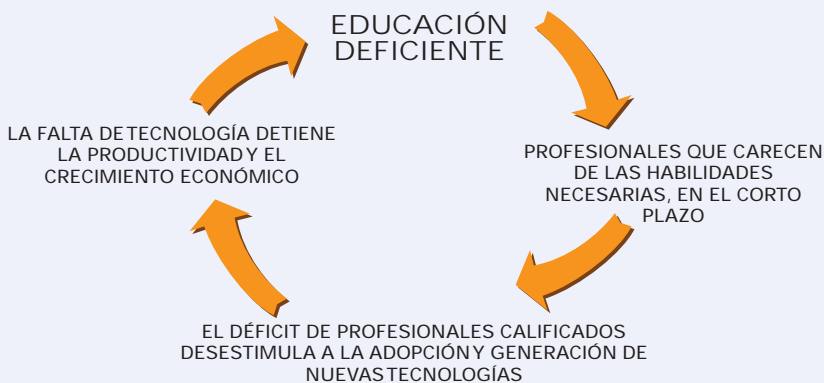 EDUCACIÓN
DEFICIENTE
PROFESIONALES QUE CARECEN
DE LAS HABILIDADES
NECESARIAS, EN EL CORTO
PLAZO
EL DÉFICIT DE PROFESIONALES CALIFICADOS
DESESTIMULA A LA ADOPCIÓN Y GENERACIÓN DE
NUEVAS TECNOLOGÍAS
LA FALTA DE TECNOLOGÍA DETIENE
LA PRODUCTIVIDAD Y EL
CRECIMIENTO ECONÓMICO